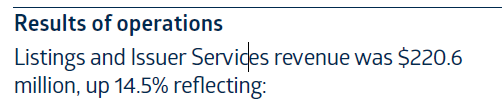 Results of operations
Listings and Issuer Services revenue was $220.6
million, up 14.5% reflecting: